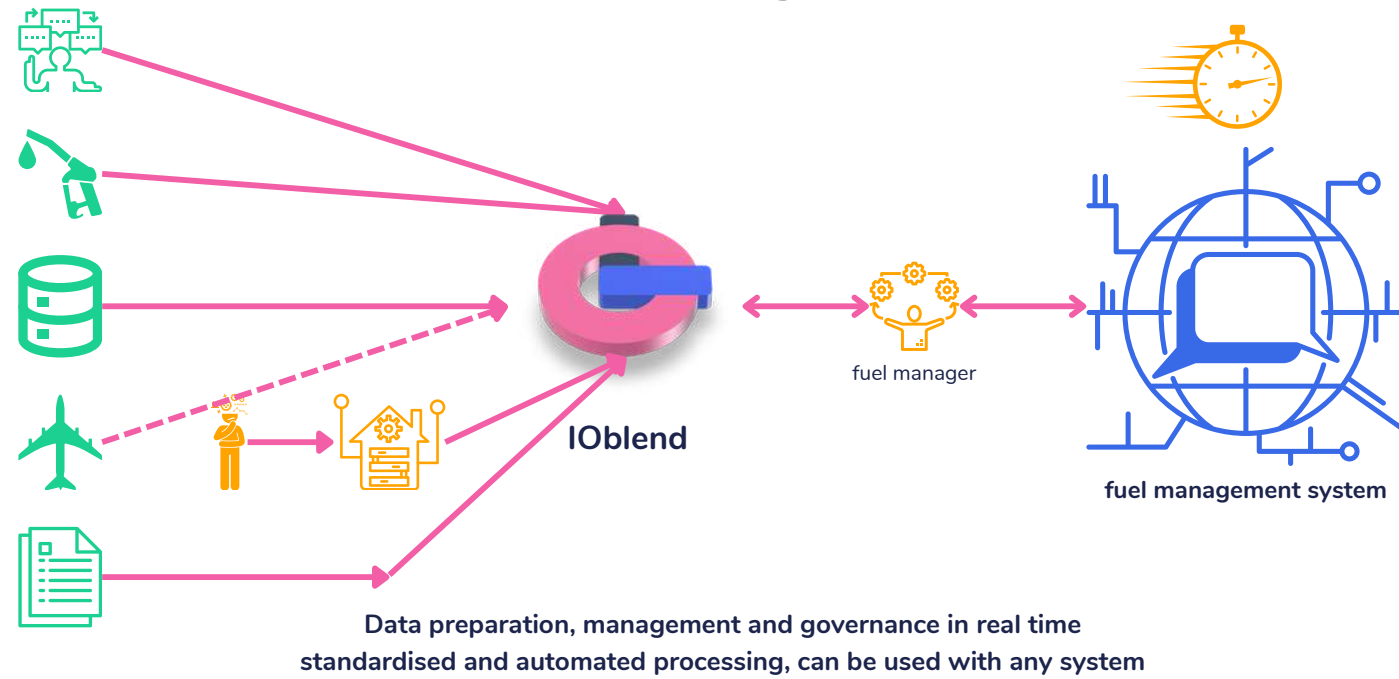 fuel manager
IOblend
fuel management system
Data preparation, management and governance in real time
standardised and automated processing, can be used with any system